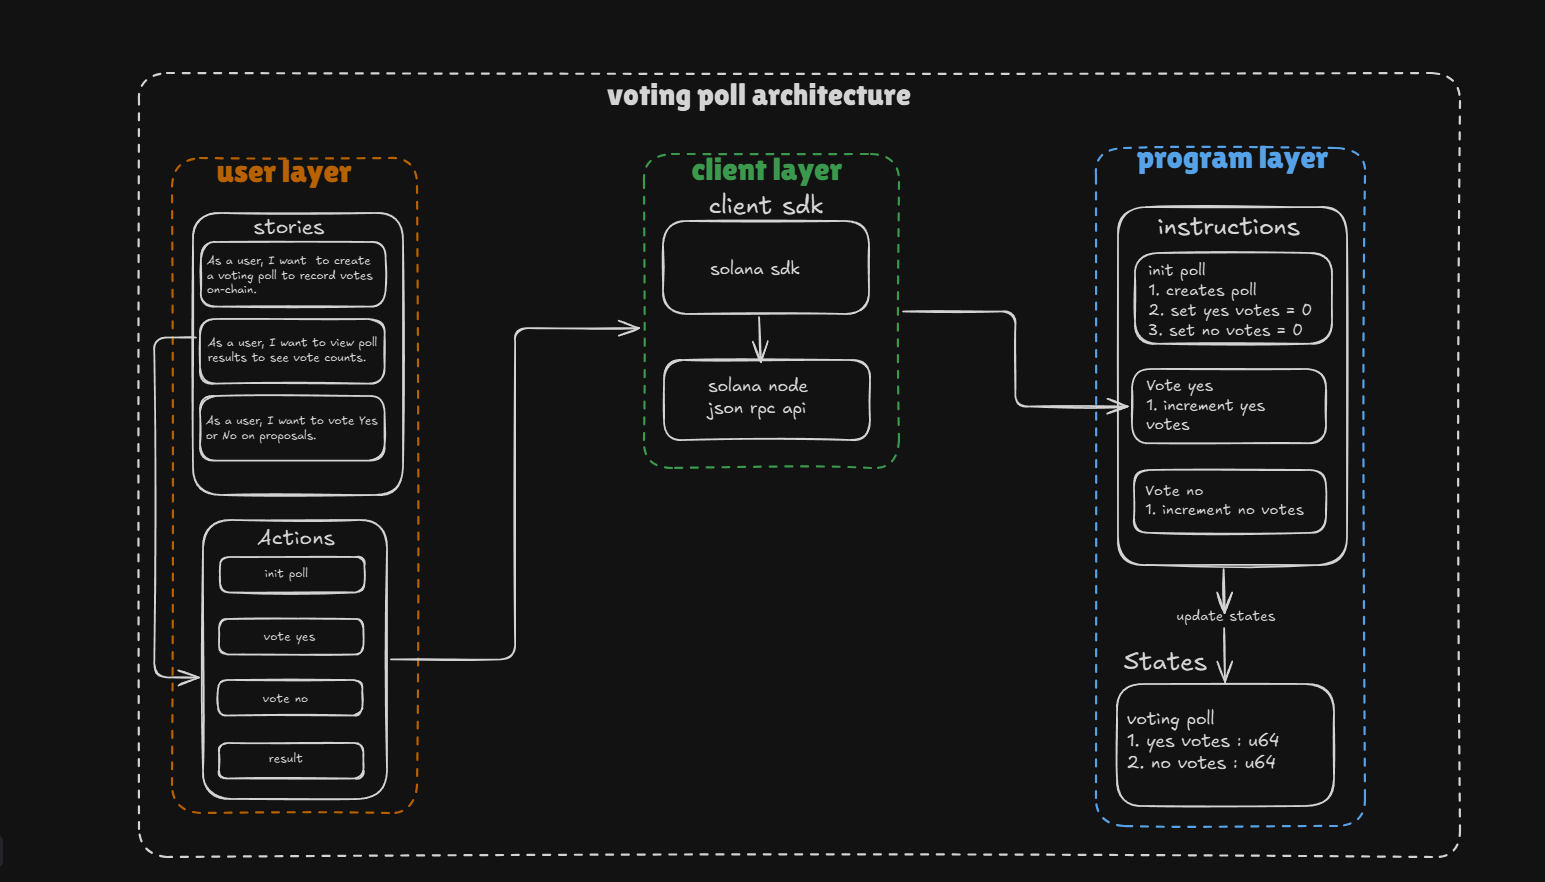 voting poll architecture
user layer
stories
As a user, I want to create
a voting poll to record votes
on-chain.
As a user, I want to view poll
results to see vote counts.
As a user, I want to vote Yes
or No on proposals.
Actions
init poll
vote yes
vote no
result
client layer
client sdk
solana sdk
solana node
json rpc api
program layer
instructions
init poll
1. creates poll
2. set yes votes = 0
3. set no votes = 0
Vote yes
1. increment yes
votes
Vote no
1. increment no votes
update states
States
voting poll
1. yes votes : u64
2. no votes : u64